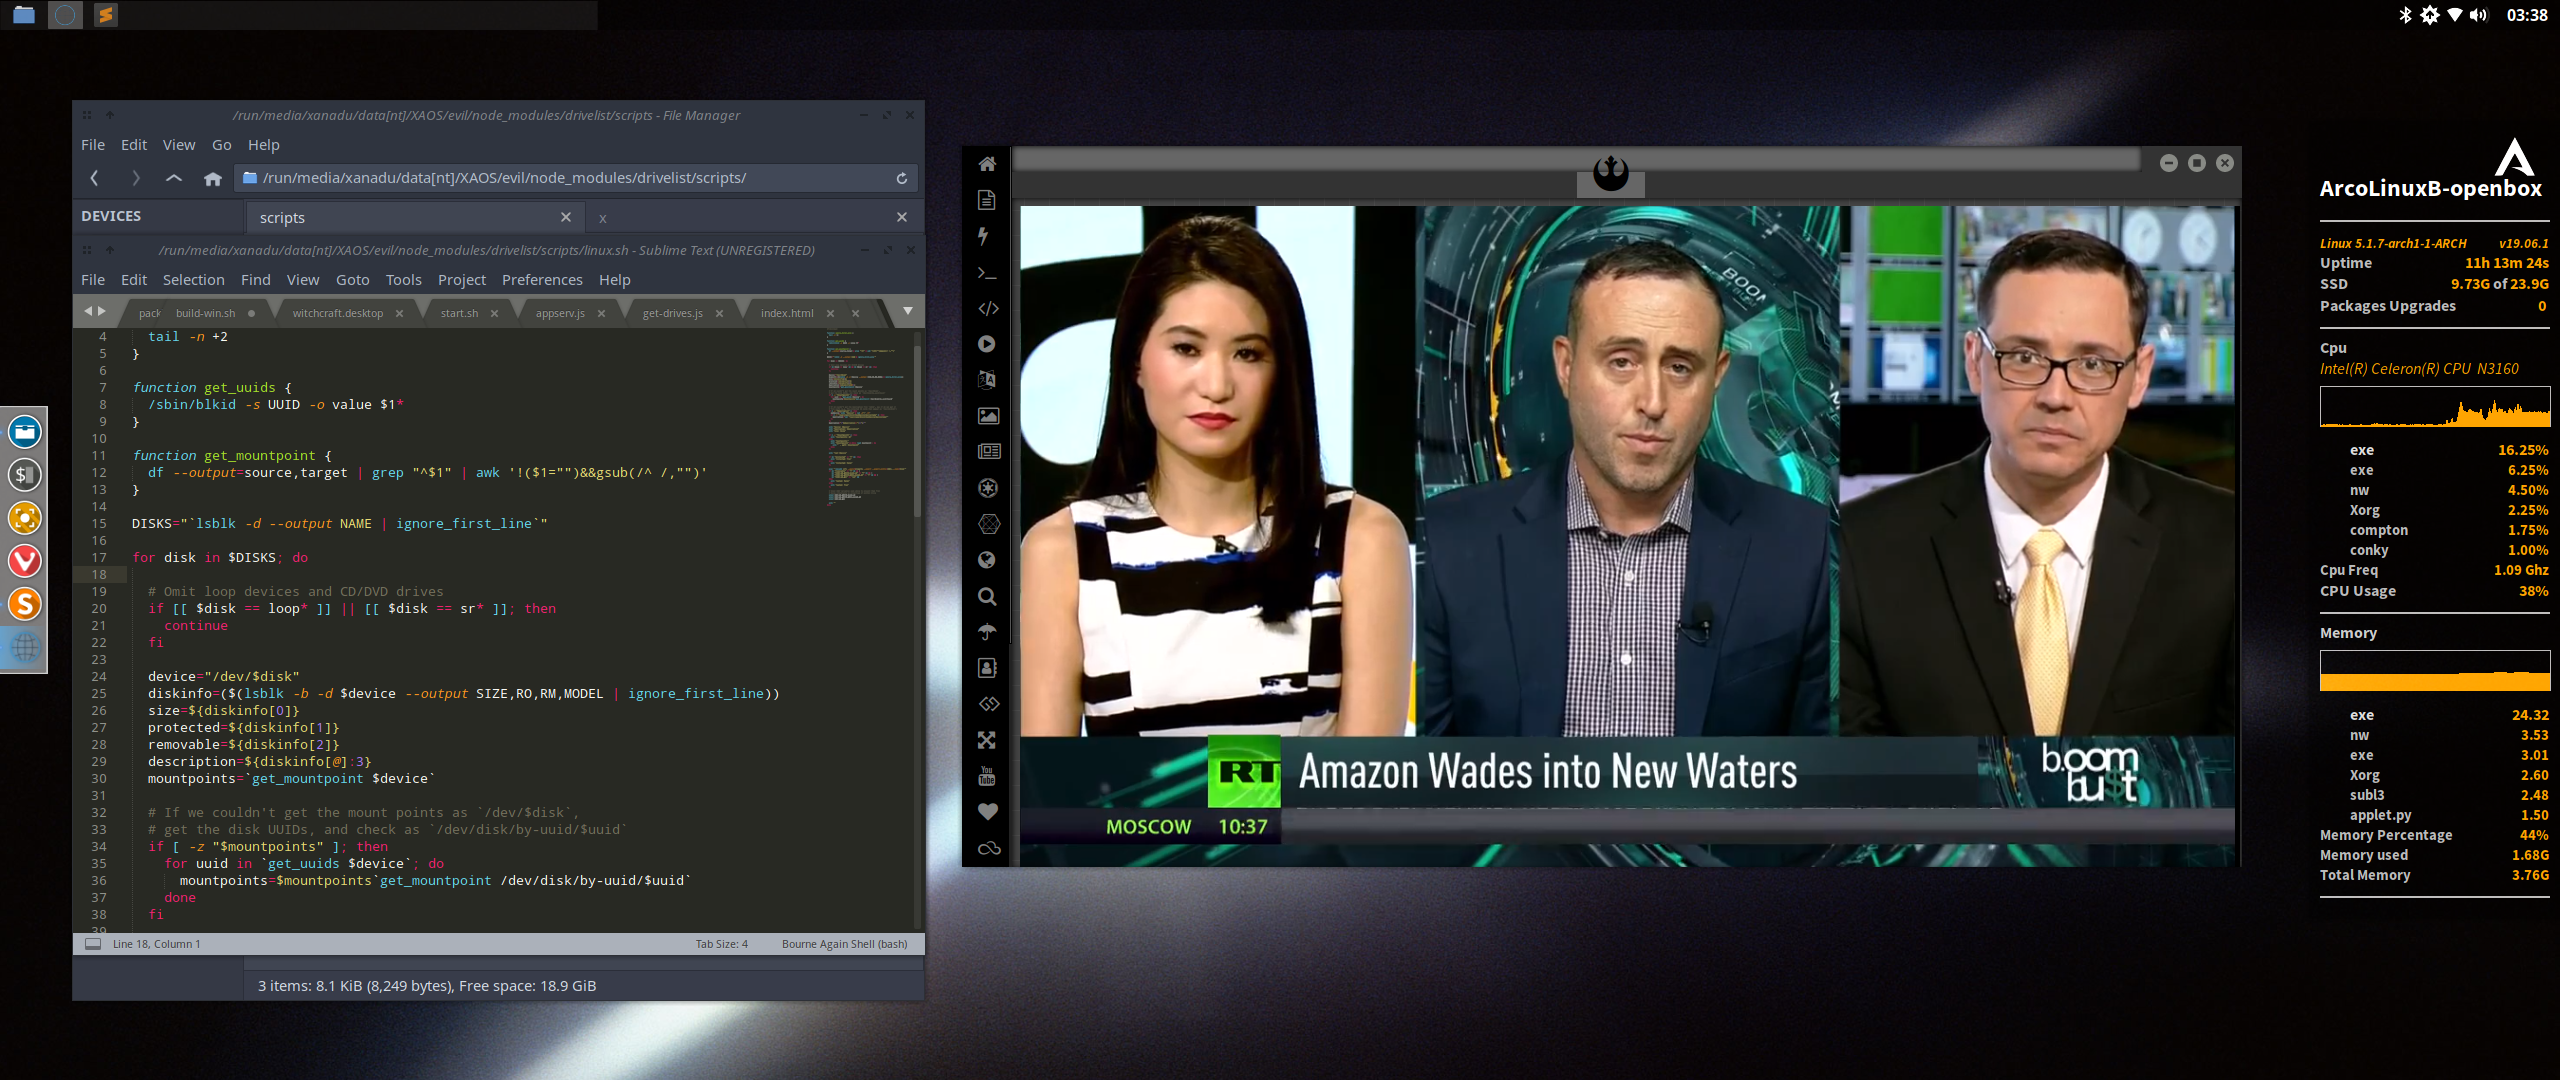 03:38
/run/media/xanadu/data[nt]/XAOS/evil/node_modules/drivelist/scripts - File Manager
File Edit View Go Help
/run/media/xanadu/data[nt]/XAOS/evil/node_modules/drivelist/scripts/
DEVICES
scripts
x
/run/media/xanadu/data[nt]/XAOS/evil/node_modules/drivelist/scripts/linux.sh - Sublime Text (UNREGISTERED)
File Edit Selection Find View Goto Tools Project Preferences Help
pack build-win.sh witchcraft.desktop start.sh appserv.js get-drives.js index.html
4 tail -n +2
5 }
6
7 function get_uuids {
8 /sbin/blkid -s UUID -o value $1*
9 }
10
11 function get_mountpoint {
12 df --output=source,target | grep "^$1" | awk '!($1="")&&gsub(/^ /,"")'
13 }
14
15 DISKS="`lsblk -d --output NAME | ignore_first_line`"
16
17 for disk in $DISKS; do
18
19 # Omit loop devices and CD/DVD drives
20 if [[ $disk == loop* ]] || [[ $disk == sr* ]]; then
21 continue
22 fi
23
24 device="/dev/$disk"
25 diskinfo=($(lsblk -b -d $device --output SIZE,RO,RM,MODEL | ignore_first_line))
26 size=${diskinfo[0]}
27 protected=${diskinfo[1]}
28 removable=${diskinfo[2]}
29 description=${diskinfo[@]:3}
30 mountpoints=`get_mountpoint $device`
31
32 # If we couldn't get the mount points as `/dev/$disk`,
33 # get the disk UUIDs, and check as `/dev/disk/by-uuid/$uuid`
34 if [ -z "$mountpoints" ]; then
35 for uuid in `get_uuids $device`; do
36 mountpoints=$mountpoints`get_mountpoint /dev/disk/by-uuid/$uuid`
37 done
38 fi
39
Line 18, Column 1
Tab Size: 4 Bourne Again Shell (bash)
3 items: 8.1 KiB (8,249 bytes), Free space: 18.9 GiB
You
Tube
BOOM
RT Amazon Wades into New Waters
boom
bu$t
MOSCOW 10:37
ArcoLinuxB-openbox
Linux 5.1.7-arch1-1-ARCH v19.06.1
Uptime 11h 13m 24s
SSD 9.73G of 23.9G
Packages Upgrades 0
Cpu
Intel(R) Celeron(R) CPU N3160
exe 16.25%
exe 6.25%
nw 4.50%
Xorg 2.25%
compton 1.75%
conky 1.00%
Cpu Freq 1.09 Ghz
CPU Usage 38%
Memory
exe 24.32
nw 3.53
exe 3.01
Xorg 2.60
subl3 2.48
applet.py 1.50
Memory Percentage 44%
Memory used 1.68G
Total Memory 3.76G